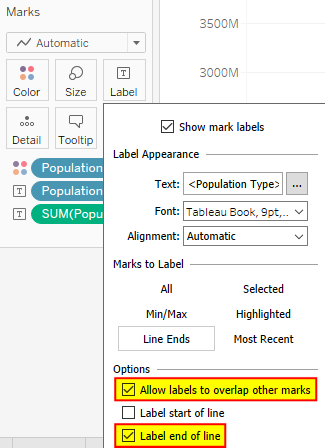 Marks
Automatic
Color
Size
T
Label
Detail
Tooltip
Population
T
Population
T
SUM(Popu
3500M
3000M
Show mark labels
Label Appearance
Text:
<Population Type>
...
Font:
Tableau Book, 9pt,...
Alignment:
Automatic
Marks to Label
All
Selected
Min/Max
Highlighted
Line Ends
Most Recent
Options
Allow labels to overlap other marks
Label start of line
Label end of line